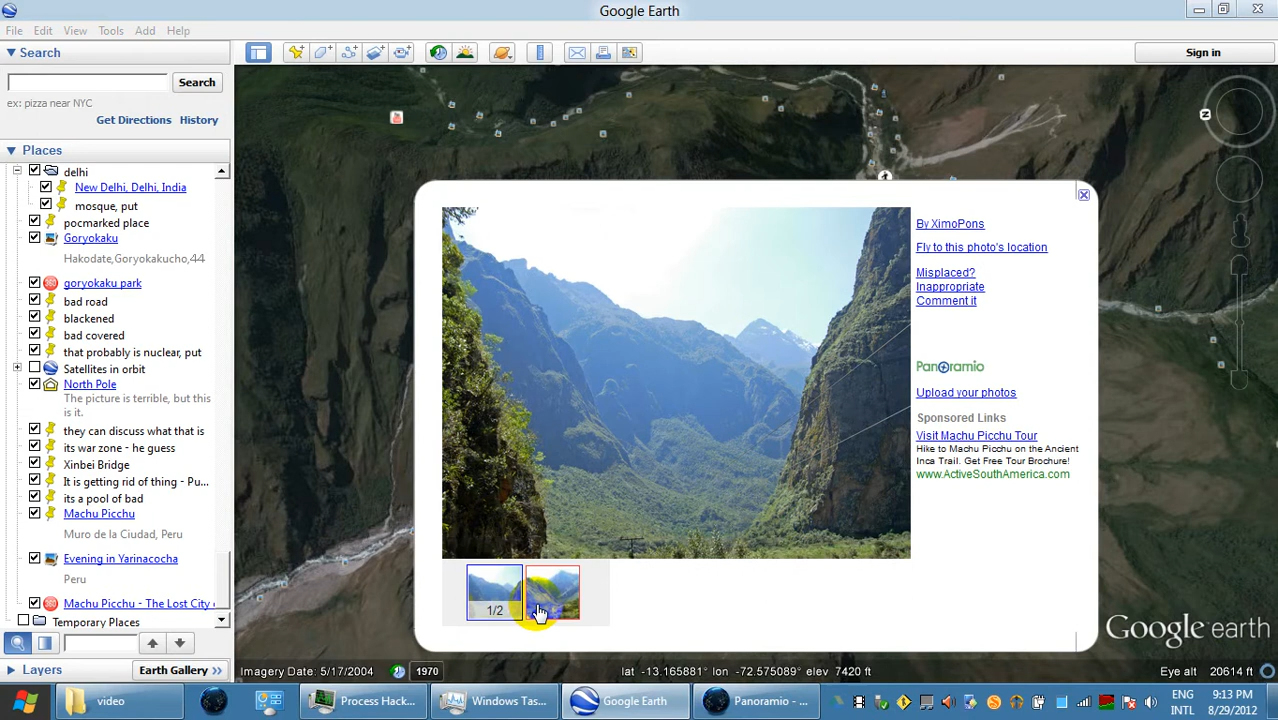 Google Earth
File Edit View Tools Add Help
Search
Search
ex: pizza near NYC
Get Directions History
Sign in
Places
delhi
New Delhi, Delhi, India
mosque, put
pocmarked place
Goryokaku
Hakodate,Goryokakucho,44
360 goryokaku park
bad road
blackened
bad covered
that probably is nuclear, put
Satellites in orbit
North Pole
The picture is terrible, but this
is it.
they can discuss what that is
its war zone - he guess
Xinbei Bridge
It is getting rid of thing - Pu...
its a pool of bad
Machu Picchu
Muro de la Ciudad, Peru
Evening in Yarinacocha
Peru
360 Machu Picchu - The Lost City
Temporary Places
Layers
Earth Gallery >>
By XimoPons
Fly to this photo's location
Misplaced?
Inappropriate
Comment it
Panoramio
Upload your photos
Sponsored Links
Visit Machu Picchu Tour
Hike to Machu Picchu on the Ancient
Inca Trail. Get Free Tour Brochure!
www.ActiveSouthAmerica.com
1/2
Google earth
Imagery Date: 5/17/2004 1970 lat -13.165881° lon -72.575089° elev 7420 ft Eye alt 20614 ft
video
Process Hack...
Windows Tas...
Google Earth
Panoramio - ...
ENG
INTL
9:13 PM
8/29/2012